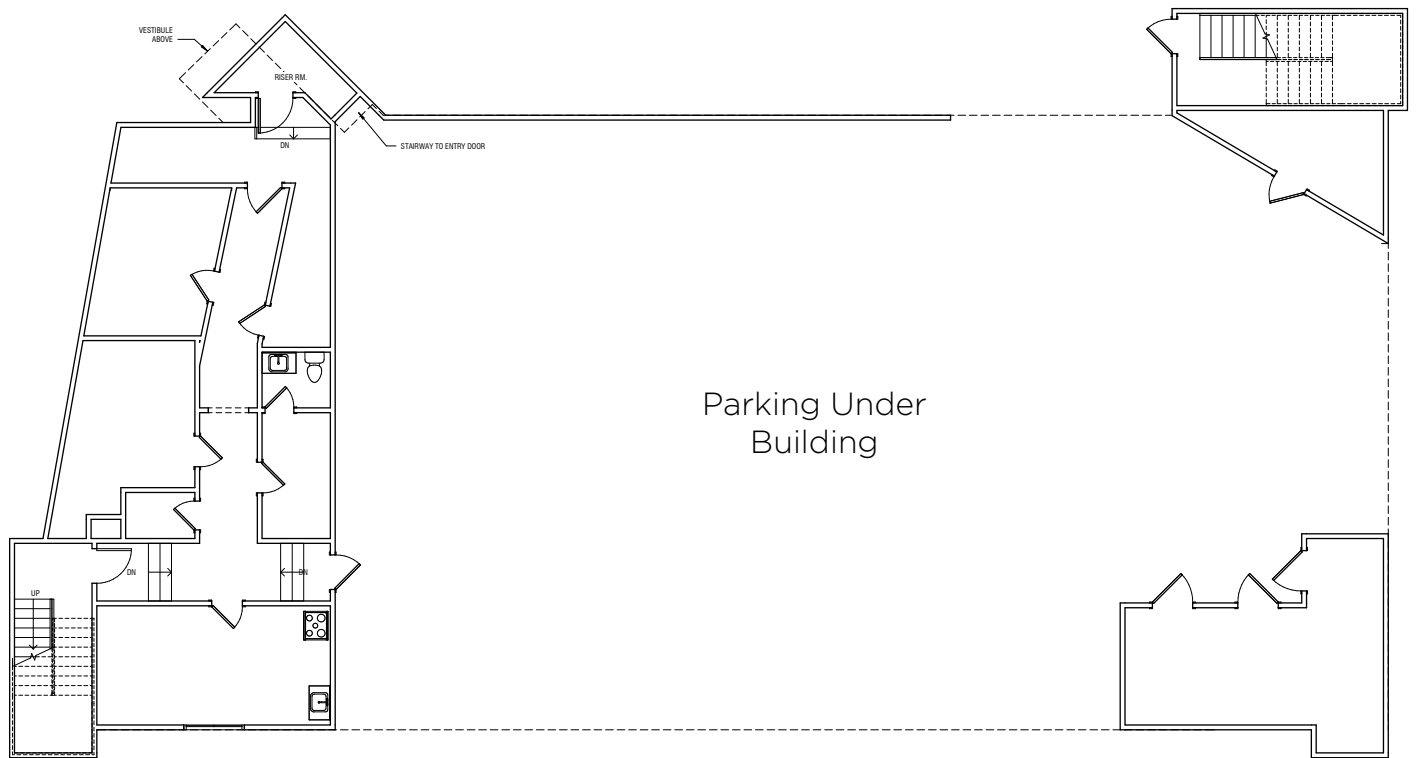 VESTIBULE
ABOVE
RISER RM.
DN
STAIRWAY TO ENTRY DOOR
Parking Under
Building
DN
DN
UP